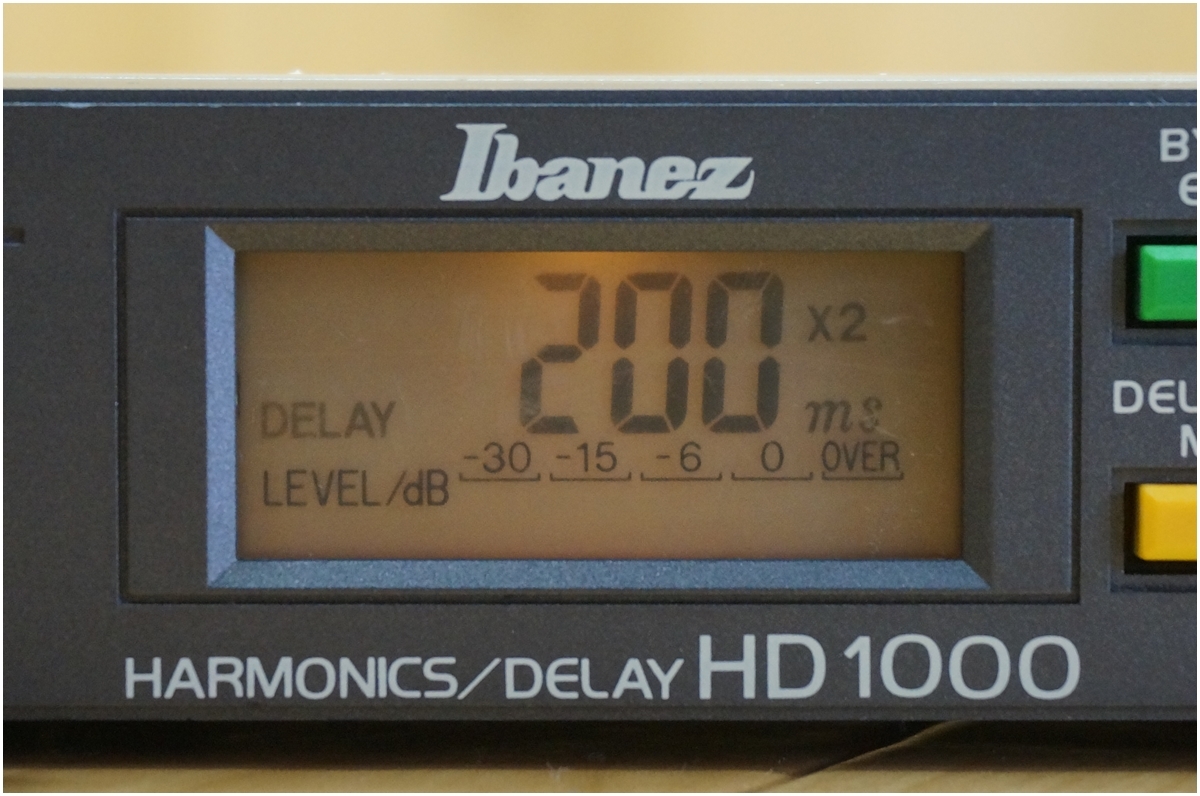 Ibanez
200 X2
DELAY ms
LEVEL/dB -30 -15 -6 0 OVER
HARMONICS/DELAY HD1000